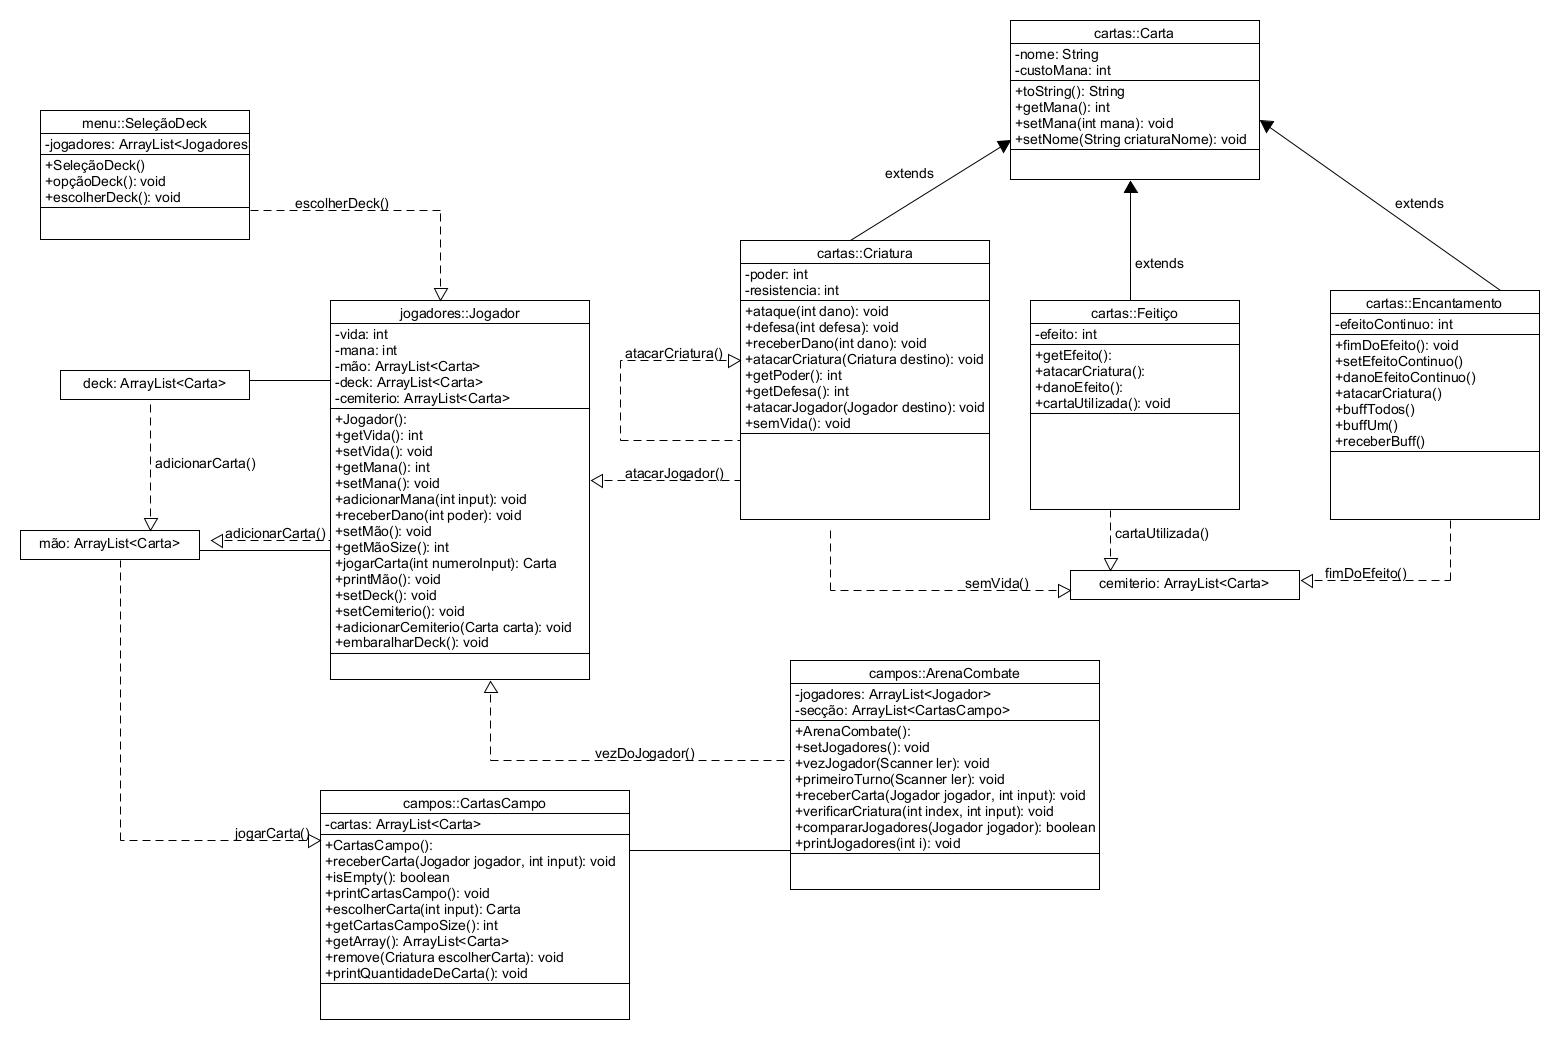 cartas::Carta
-nome: String
-custoMana: int
+toString(): String
+getMana(): int
+setMana(int mana): void
+setNome(String criaturaNome): void
menu::SeleçãoDeck
-jogadores: ArrayList<Jogadores
+SeleçãoDeck()
+opçãoDeck(): void
+escolherDeck(): void
escolherDeck()
extends
extends
extends
cartas::Criatura
-poder: int
-resistencia: int
+ataque(int dano): void
+defesa(int defesa): void
+receberDano(int dano): void
+atacarCriatura(Criatura destino): void
+getPoder(): int
+getDefesa(): int
+atacarJogador(Jogador destino): void
+semVida(): void
cartas::Feitiço
-efeito: int
+getEfeito():
+atacarCriatura():
+danoEfeito():
+cartaUtilizada(): void
cartas::Encantamento
-efeitoContinuo: int
+fimDoEfeito(): void
+setEfeitoContinuo()
+danoEfeitoContinuo()
+atacarCriatura()
+buffTodos()
+buffUm()
+receberBuff()
jogadores::Jogador
-vida: int
-mana: int
-mão: ArrayList<Carta>
-deck: ArrayList<Carta>
-cemiterio: ArrayList<Carta>
+Jogador():
+getVida(): int
+setVida(): void
+getMana(): int
+setMana(): void
+adicionarMana(int input): void
+receberDano(int poder): void
+setMão(): void
+getMãoSize(): int
+jogarCarta(int numeroInput): Carta
+printMão(): void
+setDeck(): void
+setCemiterio(): void
+adicionarCemiterio(Carta carta): void
+embaralharDeck(): void
atacarCriatura()
atacarJogador()
deck: ArrayList<Carta>
adicionarCarta()
adicionarCarta()
mão: ArrayList<Carta>
cartaUtilizada()
semVida()
cemiterio: ArrayList<Carta>
fimDoEfeito()
vezDoJogador()
campos::ArenaCombate
-jogadores: ArrayList<Jogador>
-secção: ArrayList<CartasCampo>
+ArenaCombate():
+setJogadores(): void
+vezJogador(Scanner ler): void
+primeiroTurno(Scanner ler): void
+receberCarta(Jogador jogador, int input): void
+verificarCriatura(int index, int input): void
+compararJogadores(Jogador jogador): boolean
+printJogadores(int i): void
jogarCarta()
campos::CartasCampo
-cartas: ArrayList<Carta>
+CartasCampo():
+receberCarta(Jogador jogador, int input): void
+isEmpty(): boolean
+printCartasCampo(): void
+escolherCarta(int input): Carta
+getCartasCampoSize(): int
+getArray(): ArrayList<Carta>
+remove(Criatura escolherCarta): void
+printQuantidadeDeCarta(): void